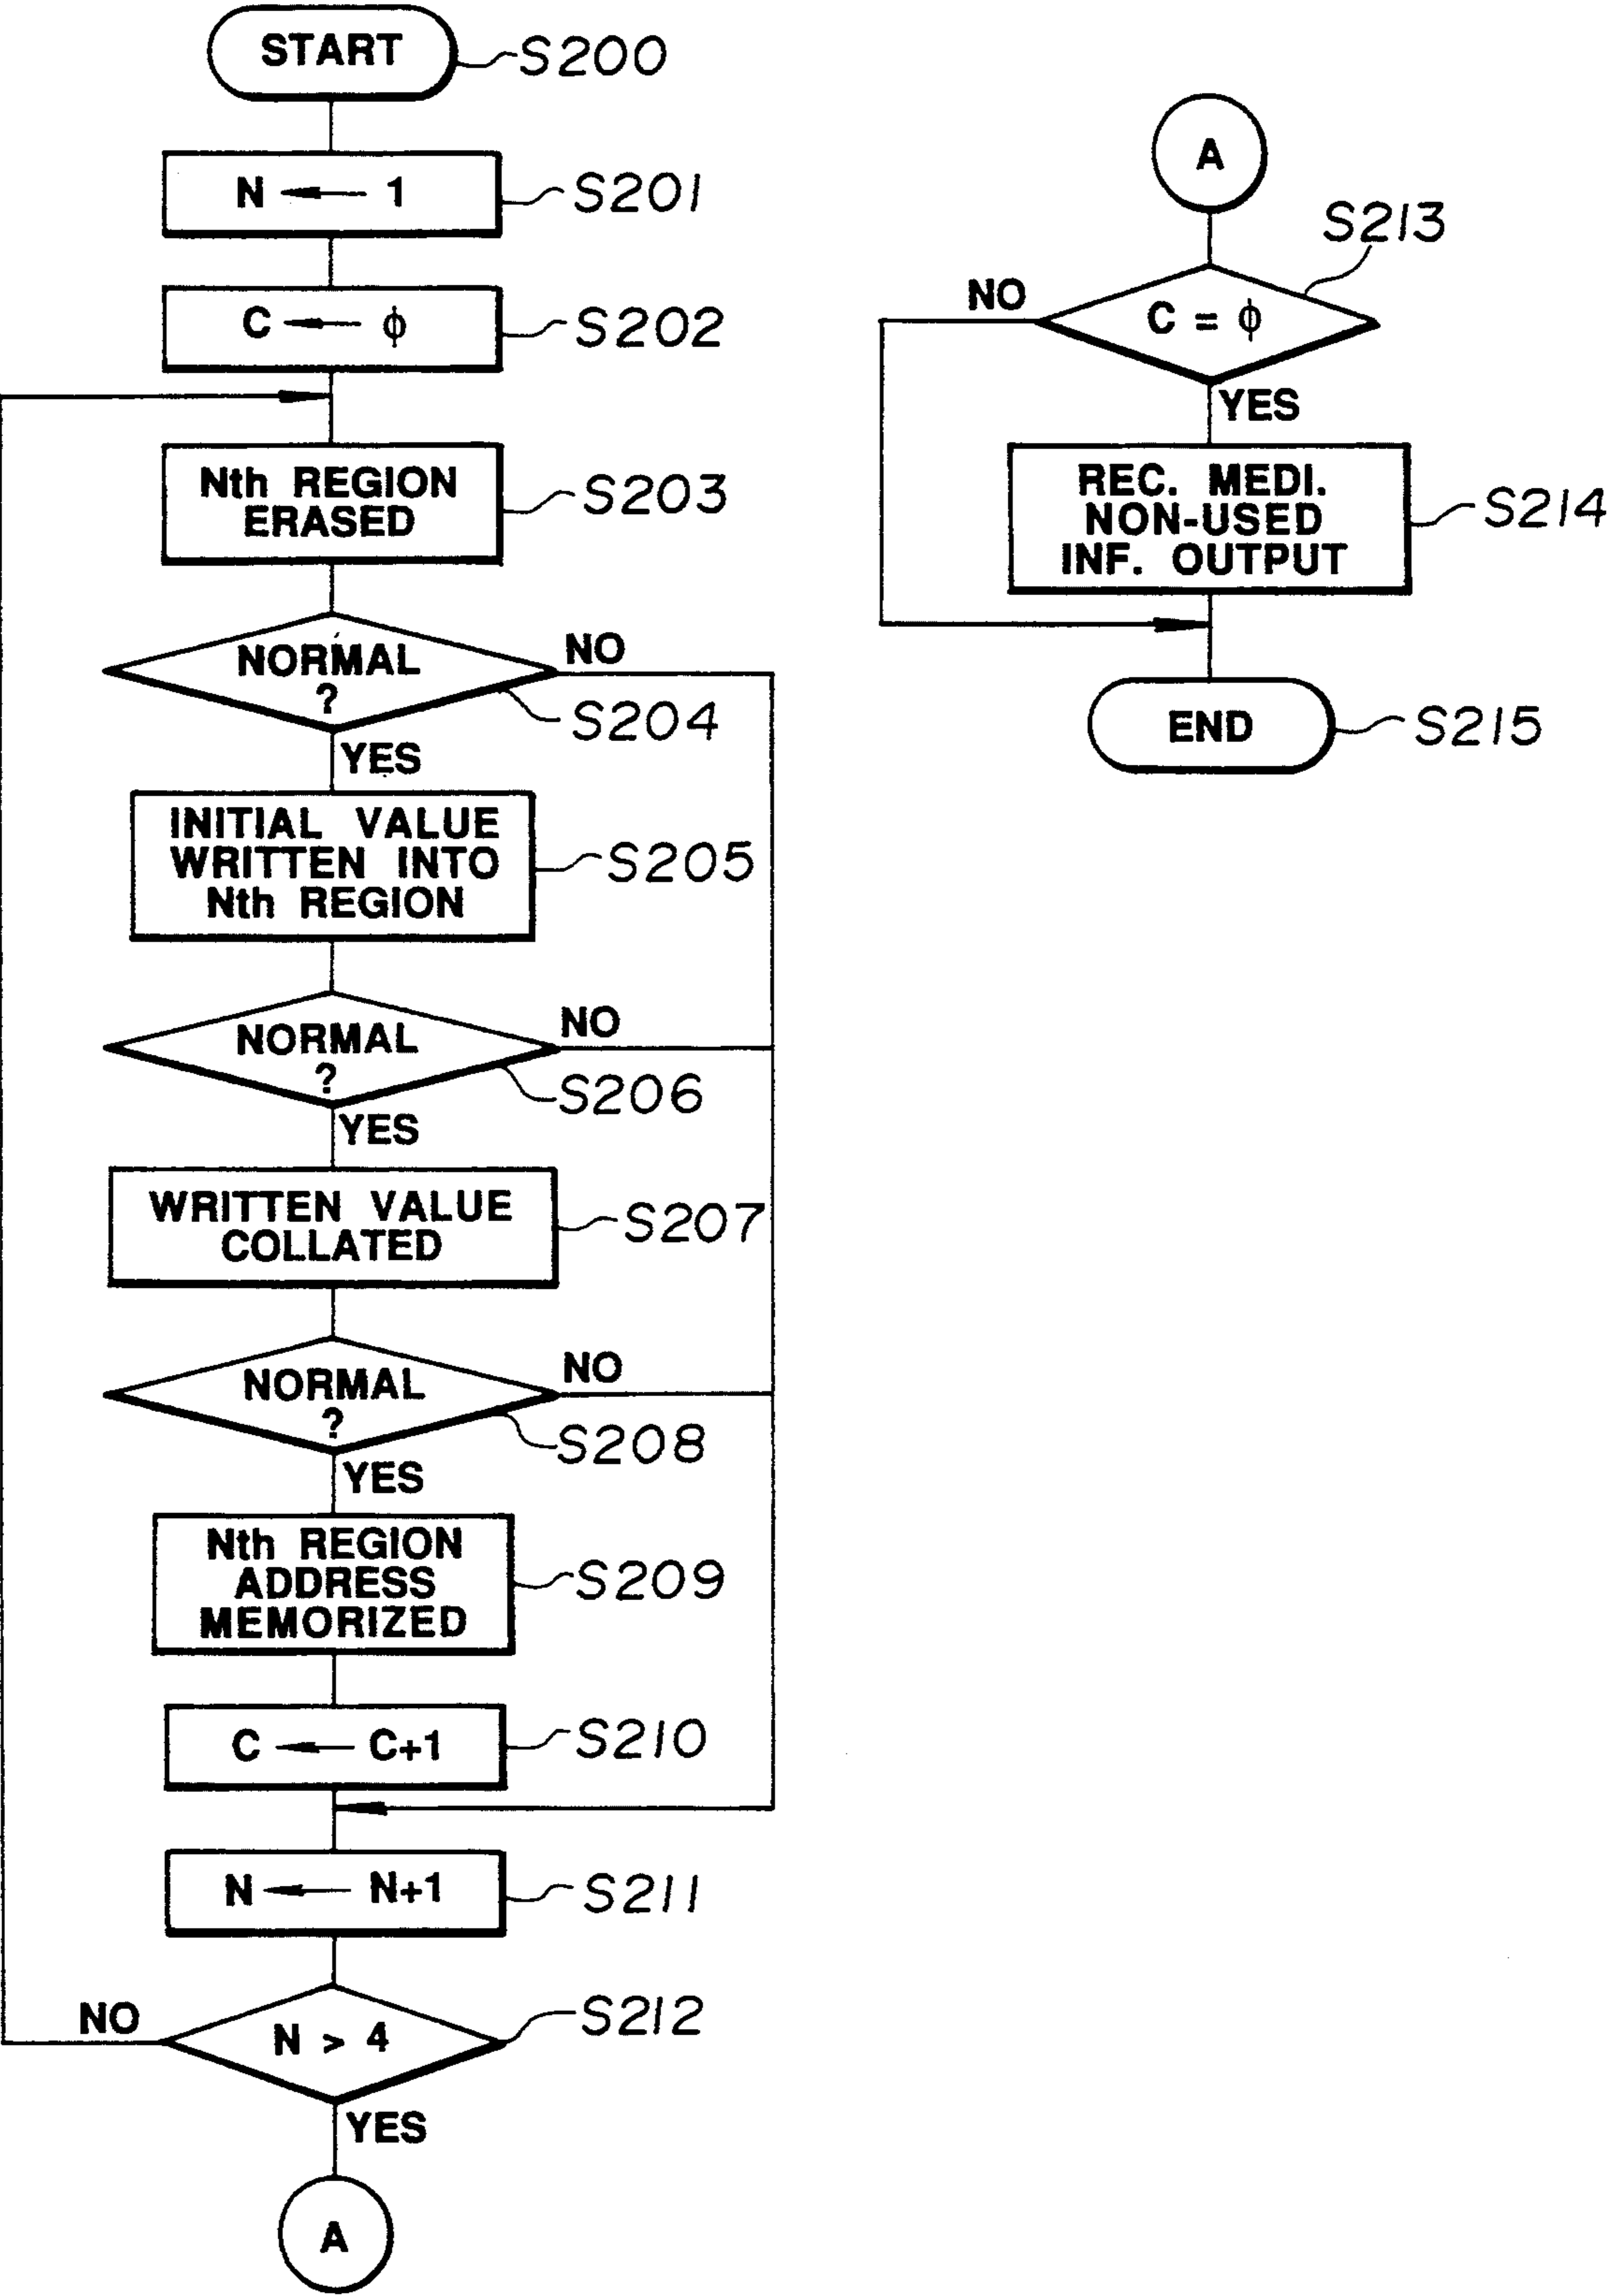 START
S200
N ← 1
S201
C ← ϕ
S202
Nth REGION
ERASED
S203
NORMAL
?
NO
S204
YES
INITIAL VALUE
WRITTEN INTO
Nth REGION
S205
NORMAL
?
NO
S206
YES
WRITTEN VALUE
COLLATED
S207
NORMAL
?
NO
S208
YES
Nth REGION
ADDRESS
MEMORIZED
S209
C ← C+1
S210
N ← N+1
S211
N > 4
NO
S212
YES
A
A
S213
C = ϕ
NO
YES
REC. MEDI.
NON-USED
INF. OUTPUT
S214
END
S215